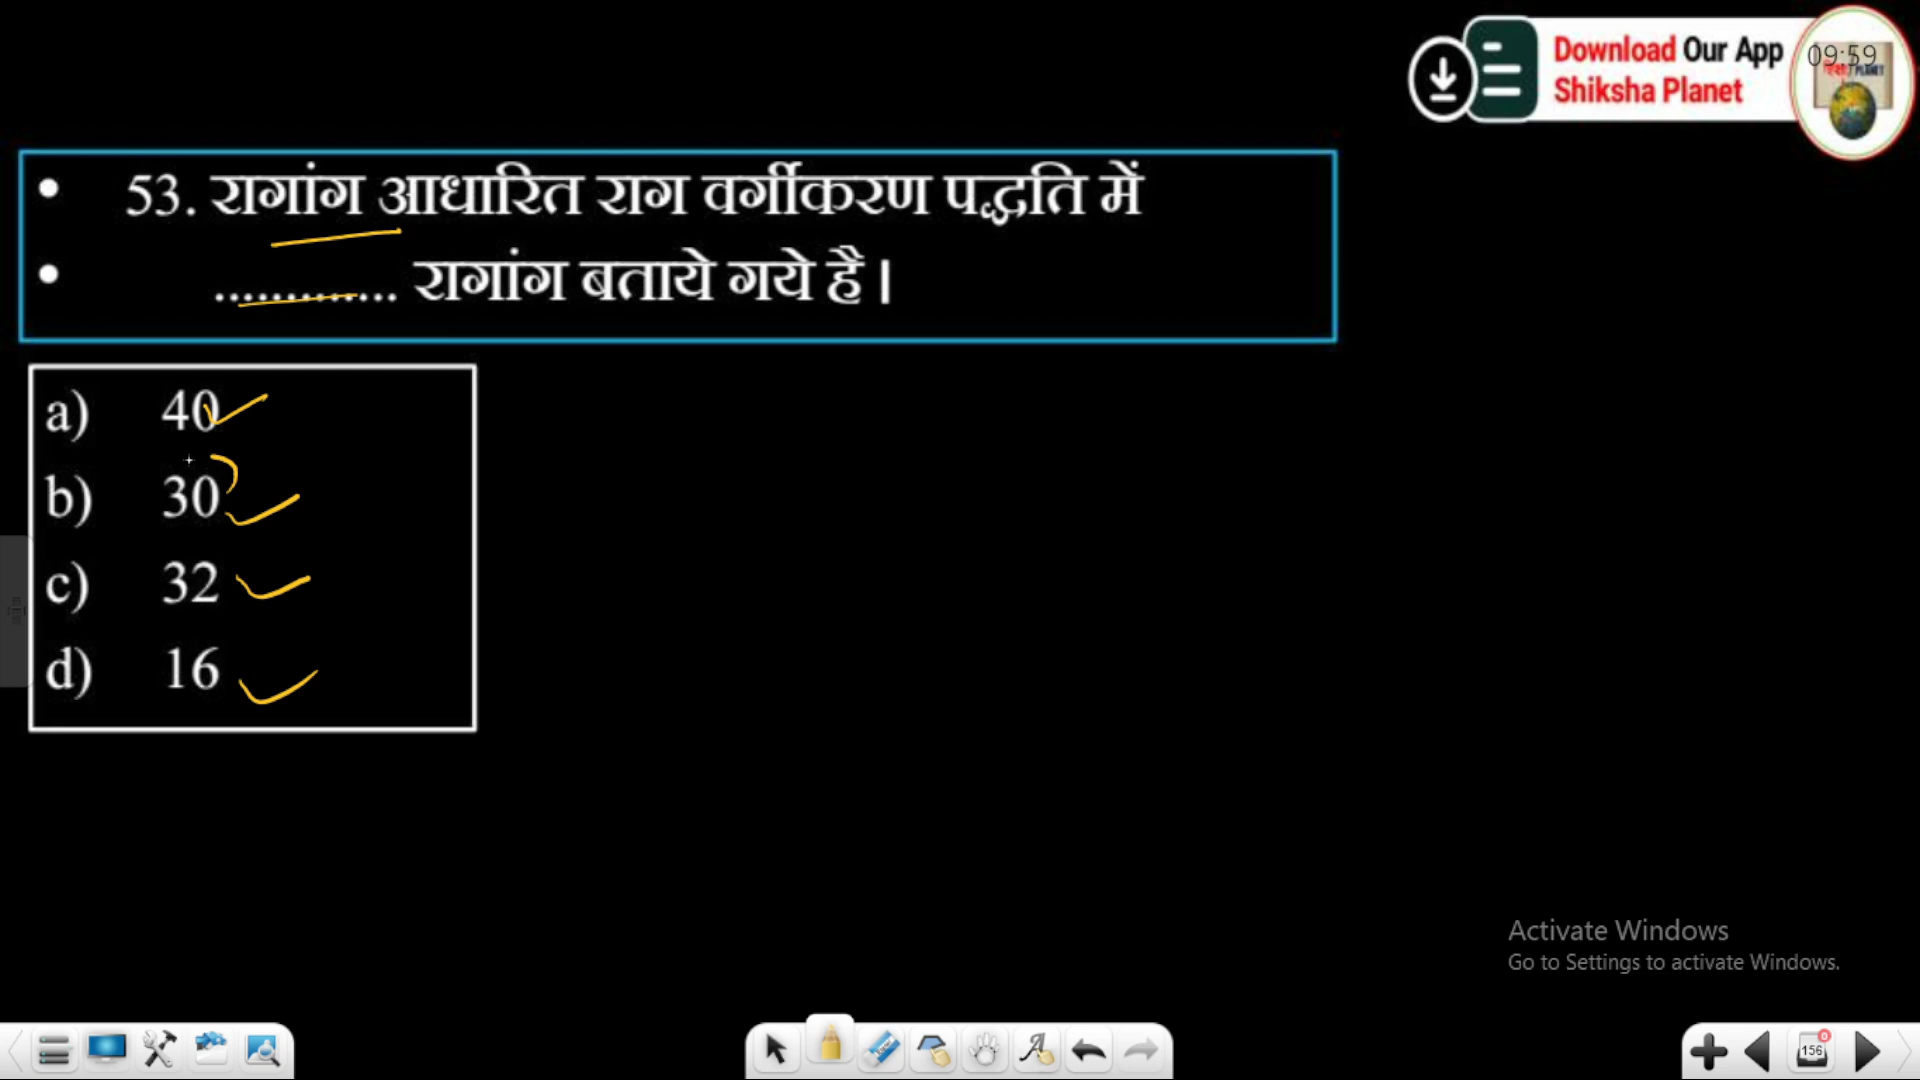 Download Our App
Shiksha Planet
09:59
• 53. रागांग आधारित राग वर्गीकरण पद्धति में
• ............. रागांग बताये गये है।
a) 40
b) 30
c) 32
d) 16
Activate Windows
Go to Settings to activate Windows.
156